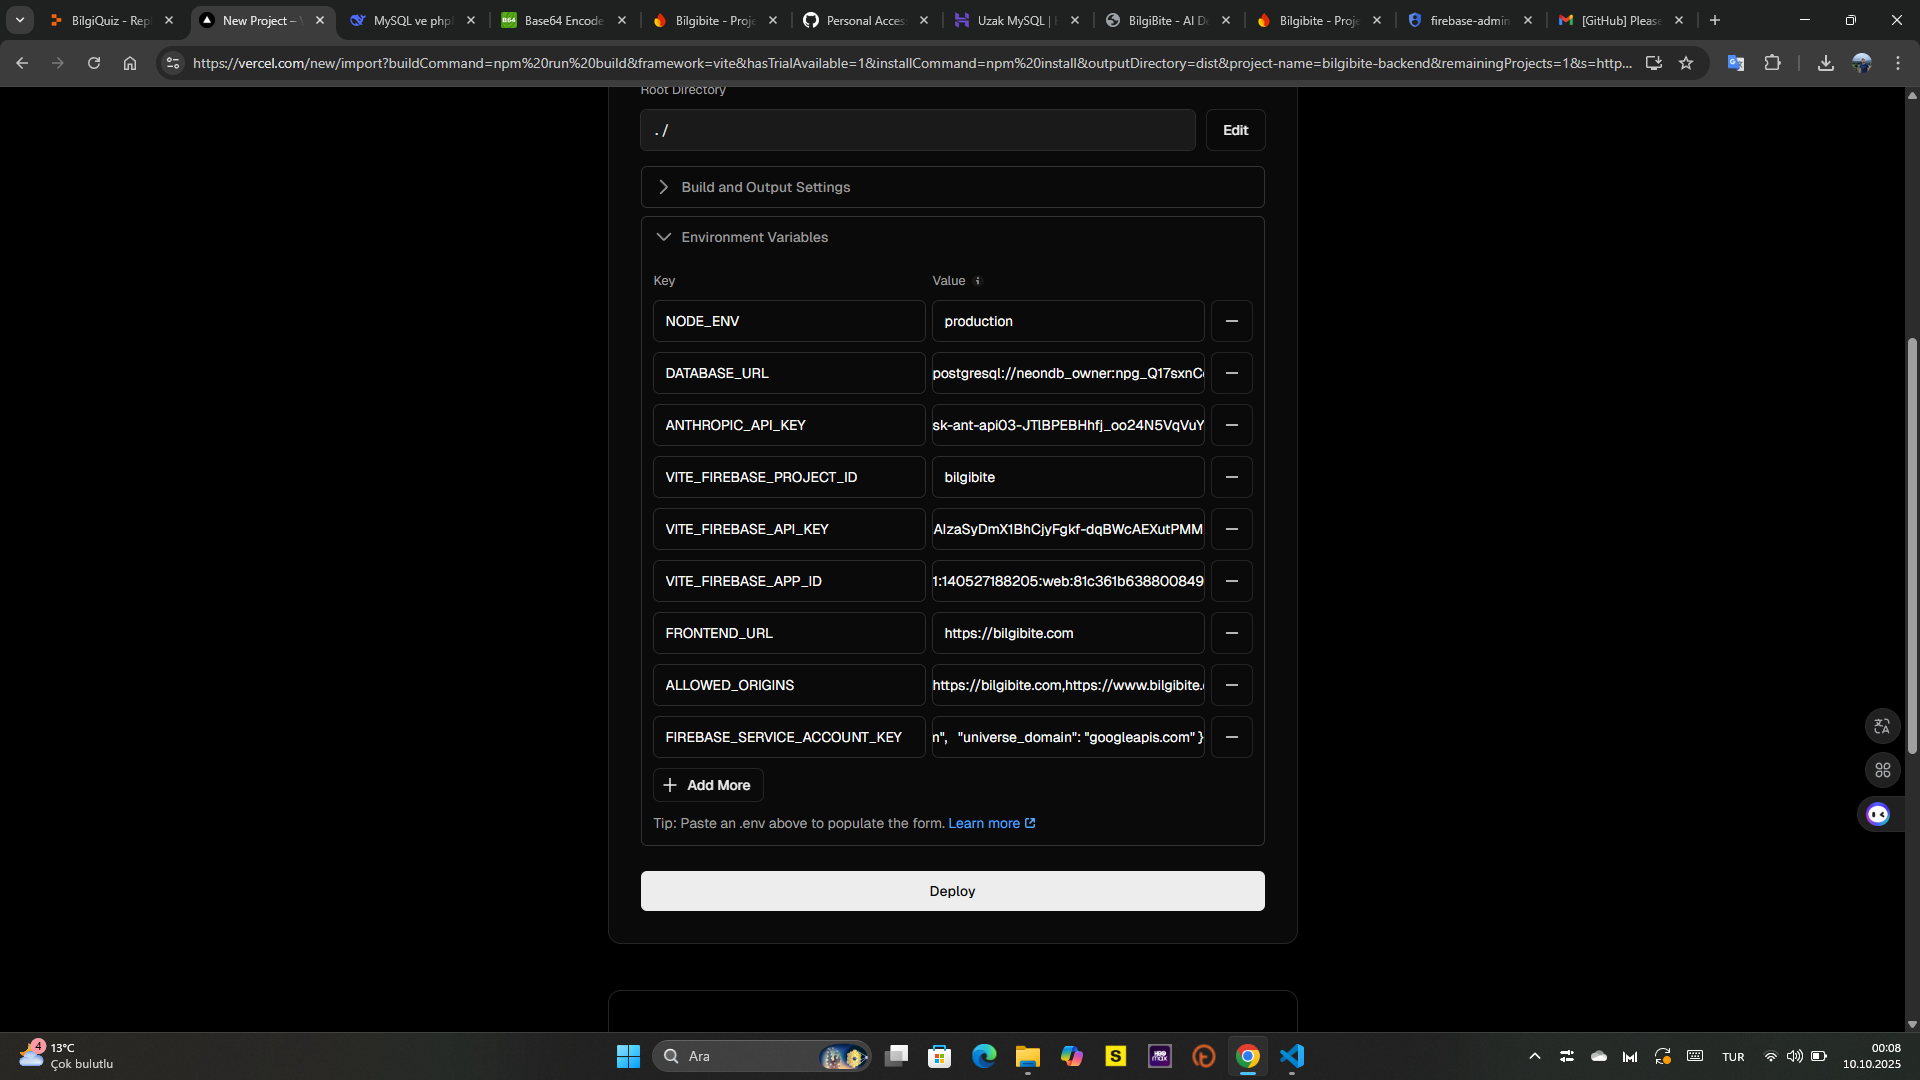 BilgiQuiz - Rep
New Project – V
MySQL ve php
Base64 Encode
Bilgibite - Proje
Personal Acces
Uzak MySQL |
BilgiBite - AI De
Bilgibite - Proje
firebase-admin
[GitHub] Please
https://vercel.com/new/import?buildCommand=npm%20run%20build&framework=vite&hasTrialAvailable=1&installCommand=npm%20install&outputDirectory=dist&project-name=bilgibite-backend&remainingProjects=1&s=http...
Root Directory
./
Edit
Build and Output Settings
Environment Variables
Key Value
NODE_ENV production
DATABASE_URL postgresql://neondb_owner:npg_Q17sxnC
ANTHROPIC_API_KEY sk-ant-api03-JTlBPEBHhfj_oo24N5VqVuY
VITE_FIREBASE_PROJECT_ID bilgibite
VITE_FIREBASE_API_KEY AIzaSyDmX1BhCjyFgkf-dqBWcAEXutPMM
VITE_FIREBASE_APP_ID 1:140527188205:web:81c361b638800849
FRONTEND_URL https://bilgibite.com
ALLOWED_ORIGINS https://bilgibite.com,https://www.bilgibite.
FIREBASE_SERVICE_ACCOUNT_KEY n", "universe_domain": "googleapis.com" }
Add More
Tip: Paste an .env above to populate the form. Learn more
Deploy
4
13°C
Çok bulutlu
Ara
TUR
00:08
10.10.2025